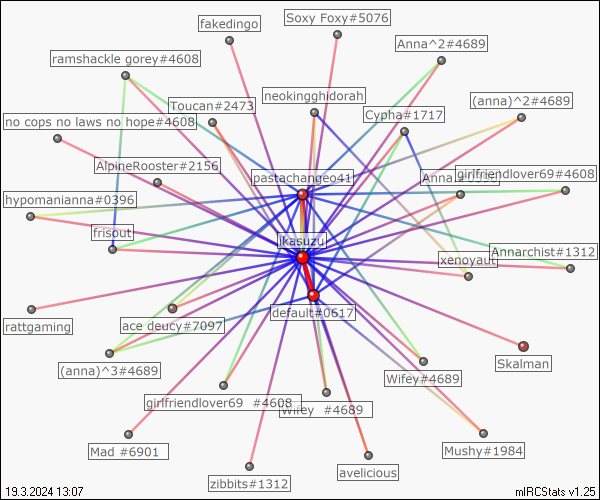 Soxy Foxy#5076
fakedingo
Anna^2#4689
ramshackle gorey#4608
neokingghidorah
(anna)^2#4689
Toucan#2473
Cypha#1717
no cops no laws no hope#4608
AlpineRooster#2156
pastachangeo41
girlfriendlover69#4608
hypomanianna#0396
frisout
jkasuzu
Annarchist#1312
xenoyaut
default#0617
rattgaming
ace deucy#7097
Skalman
(anna)^3#4689
Wifey#4689
girlfriendlover69 #4608
Wifey #4689
Mad #6901
Mushy#1984
avelicious
zibbits#1312
19.3.2024 13:07
mIRCStats v1.25